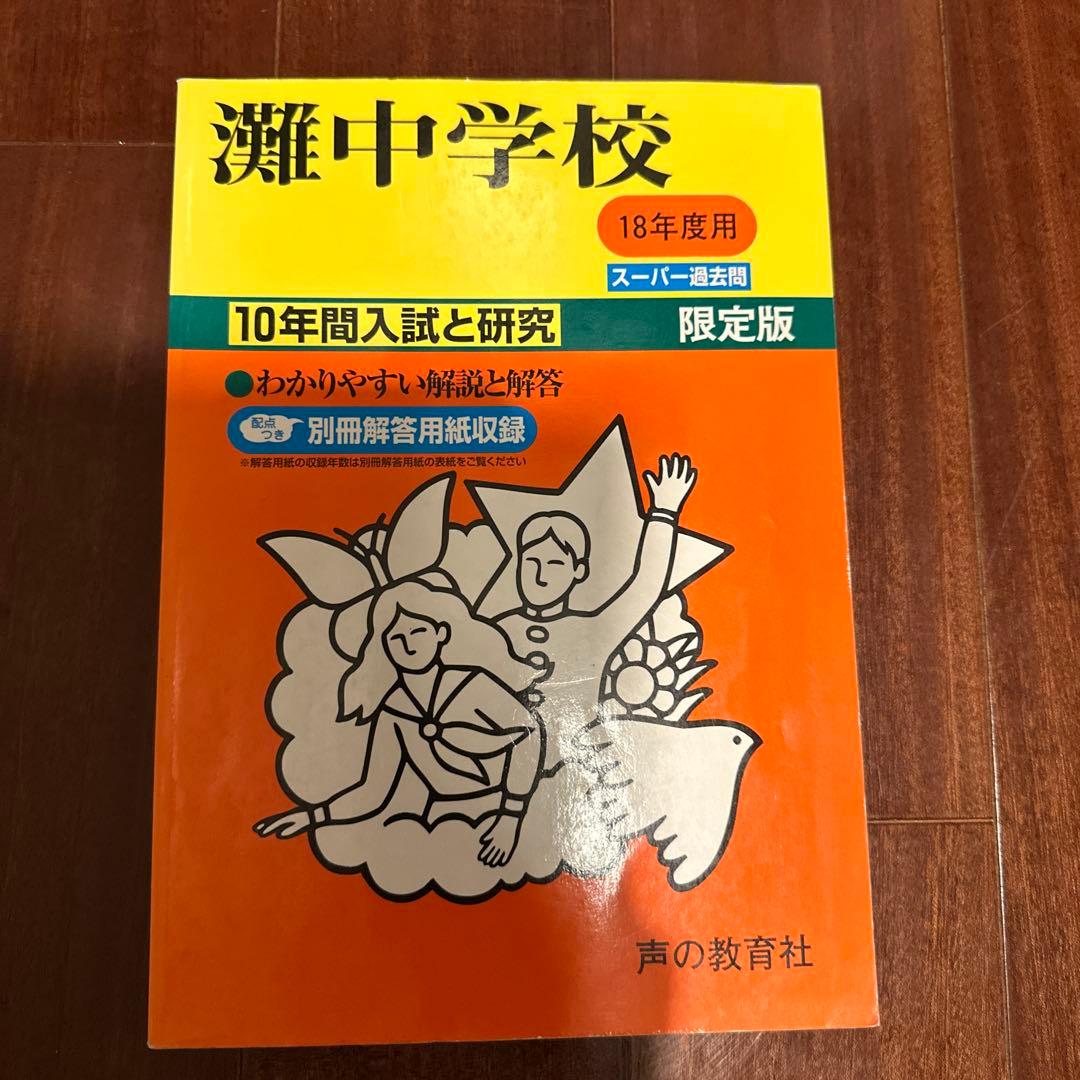 灘中学校
18年度用
スーパー過去問
10年間入試と研究
限定版
●わかりやすい解説と解答
配点つき
別冊解答用紙収録
※解答用紙の収録年数は別冊解答用紙の表紙をご覧ください
声の教育社